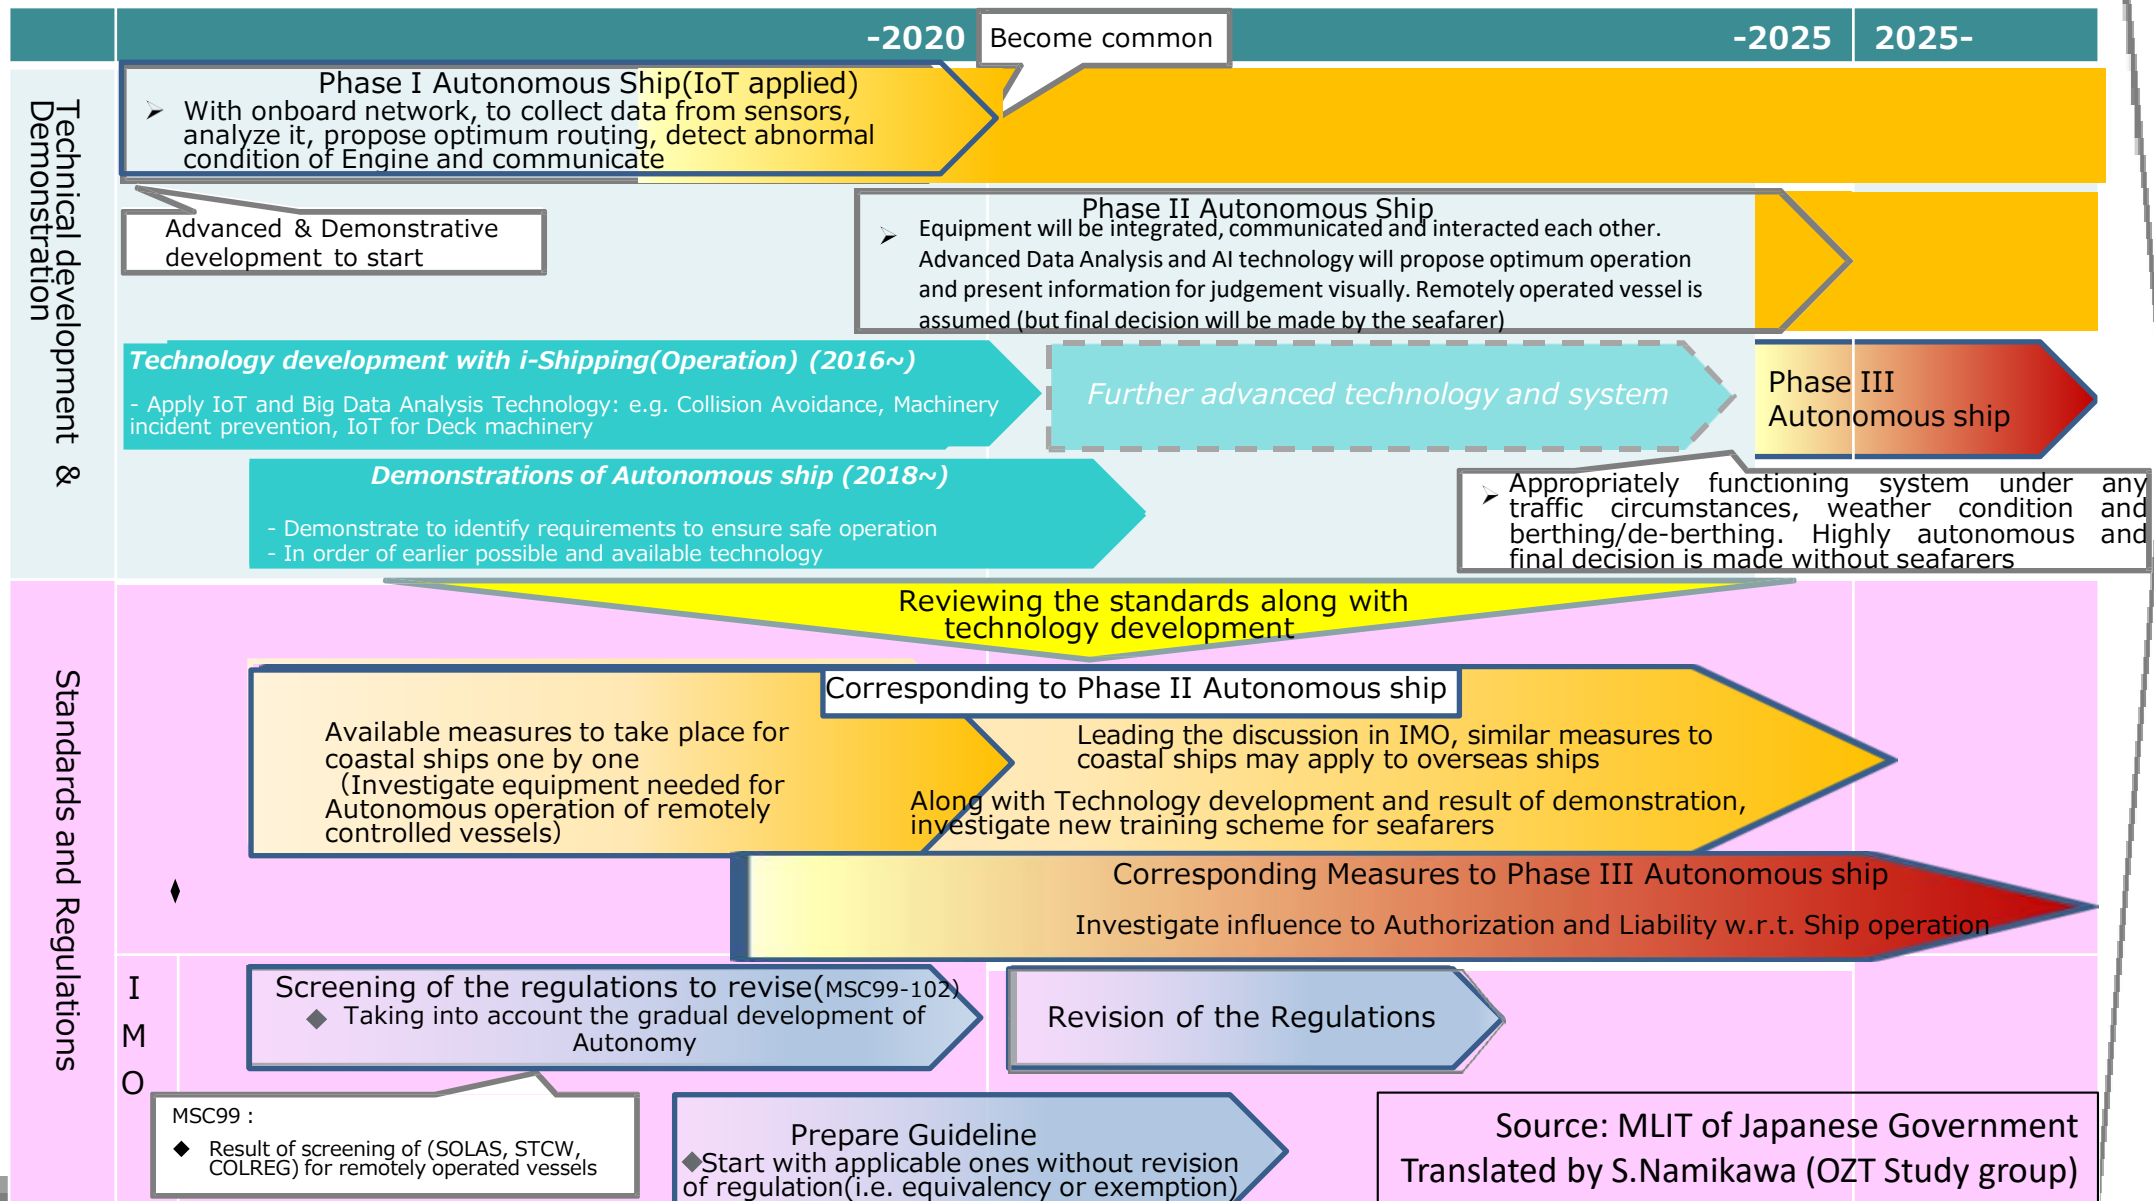 -2020
Become common
-2025
2025-
Technical development &
Demonstration
Phase I Autonomous Ship(IoT applied)
➢ With onboard network, to collect data from sensors,
analyze it, propose optimum routing, detect abnormal
condition of Engine and communicate
Advanced & Demonstrative
development to start
Phase II Autonomous Ship
➢ Equipment will be integrated, communicated and interacted each other.
Advanced Data Analysis and AI technology will propose optimum operation
and present information for judgement visually. Remotely operated vessel is
assumed (but final decision will be made by the seafarer)
Technology development with i-Shipping(Operation) (2016~)
- Apply IoT and Big Data Analysis Technology: e.g. Collision Avoidance, Machinery
incident prevention, IoT for Deck machinery
Further advanced technology and system
Phase III
Autonomous ship
Demonstrations of Autonomous ship (2018~)
- Demonstrate to identify requirements to ensure safe operation
- In order of earlier possible and available technology
➢ Appropriately functioning system under any
traffic circumstances, weather condition and
berthing/de-berthing. Highly autonomous and
final decision is made without seafarers
Reviewing the standards along with
technology development
Standards and Regulations
Corresponding to Phase II Autonomous ship
Available measures to take place for
coastal ships one by one
(Investigate equipment needed for
Autonomous operation of remotely
controlled vessels)
Leading the discussion in IMO, similar measures to
coastal ships may apply to overseas ships
Along with Technology development and result of demonstration,
investigate new training scheme for seafarers
Corresponding Measures to Phase III Autonomous ship
Investigate influence to Authorization and Liability w.r.t. Ship operation
I
M
O
Screening of the regulations to revise(MSC99-102)
◆ Taking into account the gradual development of
Autonomy
Revision of the Regulations
MSC99 :
◆ Result of screening of (SOLAS, STCW,
COLREG) for remotely operated vessels
Prepare Guideline
◆Start with applicable ones without revision
of regulation(i.e. equivalency or exemption)
Source: MLIT of Japanese Government
Translated by S.Namikawa (OZT Study group)